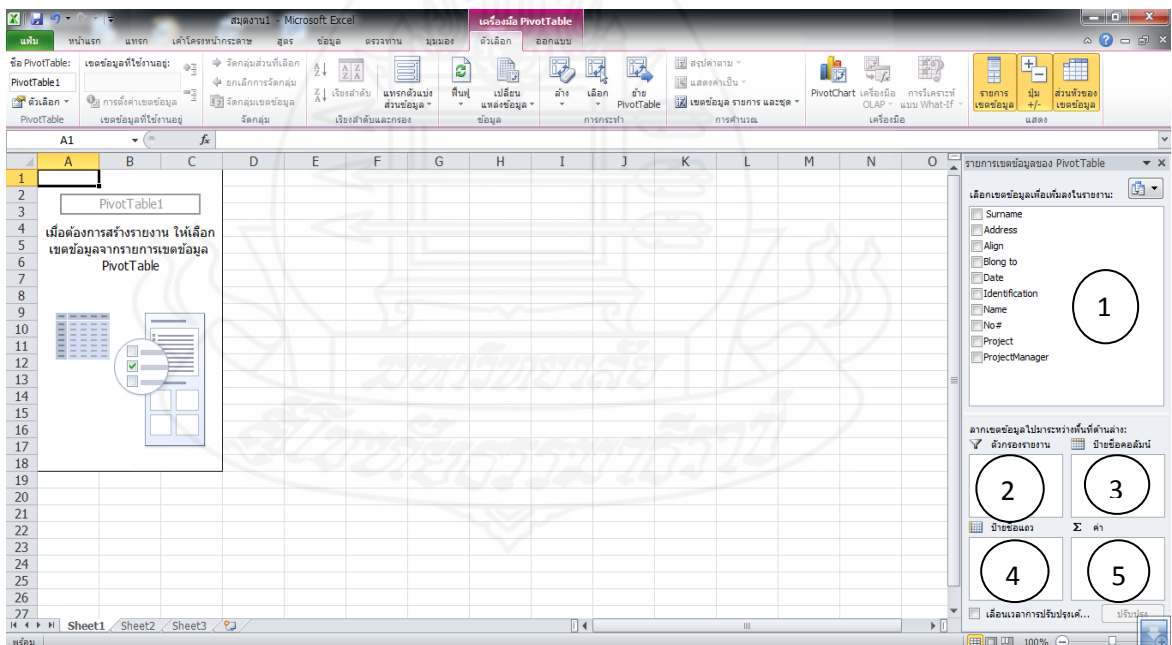 สมุดงาน1 - Microsoft Excel
เครื่องมือ PivotTable
แฟ้ม หน้าแรก แทรก เค้าโครงหน้ากระดาษ สูตร ข้อมูล ตรวจทาน มุมมอง ตัวเลือก ออกแบบ
ชื่อ PivotTable:
PivotTable1
ตัวเลือก
PivotTable
เขตข้อมูลที่ใช้งานอยู่:
การตั้งค่าเขตข้อมูล
เขตข้อมูลที่ใช้งานอยู่
จัดกลุ่มส่วนที่เลือก
ยกเลิกการจัดกลุ่ม
จัดกลุ่มเขตข้อมูล
จัดกลุ่ม
เรียงลำดับ
แทรกตัวแบ่งส่วนข้อมูล
เรียงลำดับและกรอง
ฟื้นฟู
เปลี่ยนแหล่งข้อมูล
ข้อมูล
ล้าง
เลือก
ย้าย PivotTable
การกระทำ
สรุปค่าตาม
แสดงค่าเป็น
เขตข้อมูล รายการ และชุด
การคำนวณ
PivotChart
เครื่องมือ OLAP
การวิเคราะห์แบบ What-If
เครื่องมือ
รายการเขตข้อมูล
ปุ่ม +/-
ส่วนหัวของเขตข้อมูล
แสดง
A1
fx
A B C D E F G H I J K L M N O
1
2
3
4
5
6
7
8
9
10
11
12
13
14
15
16
17
18
19
20
21
22
23
24
25
26
27
PivotTable1
เมื่อต้องการสร้างรายงาน ให้เลือก
เขตข้อมูลจากรายการเขตข้อมูล
PivotTable
มหาวิทยาลัย
สุโขทัยธรรมาธิราช
รายการเขตข้อมูลของ PivotTable
เลือกเขตข้อมูลเพื่อเพิ่มลงในรายงาน:
Surname
Address
Align
Blong to
Date
Identification
Name
No#
Project
ProjectManager
1
ลากเขตข้อมูลไปมาระหว่างพื้นที่ด้านล่าง:
ตัวกรองรายงาน
ป้ายชื่อคอลัมน์
2
3
ป้ายชื่อแถว
Σ ค่า
4
5
เลื่อนเวลาการปรับปรุงเค้...
ปรับปรุง
Sheet1 Sheet2 Sheet3
พร้อม
100%